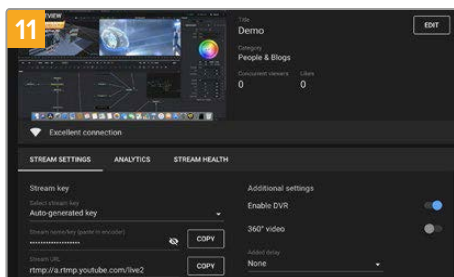 11
Title
Demo
EDIT
Category
People & Blogs
Concurrent viewers Likes
0 0
Excellent connection
STREAM SETTINGS ANALYTICS STREAM HEALTH
Stream key
Additional settings
Select stream key
Auto-generated key
Enable DVR
Stream name/key (paste in encoder)
360° video
COPY
Stream URL
rtmp://a.rtmp.youtube.com/live2
COPY
Added delay
None